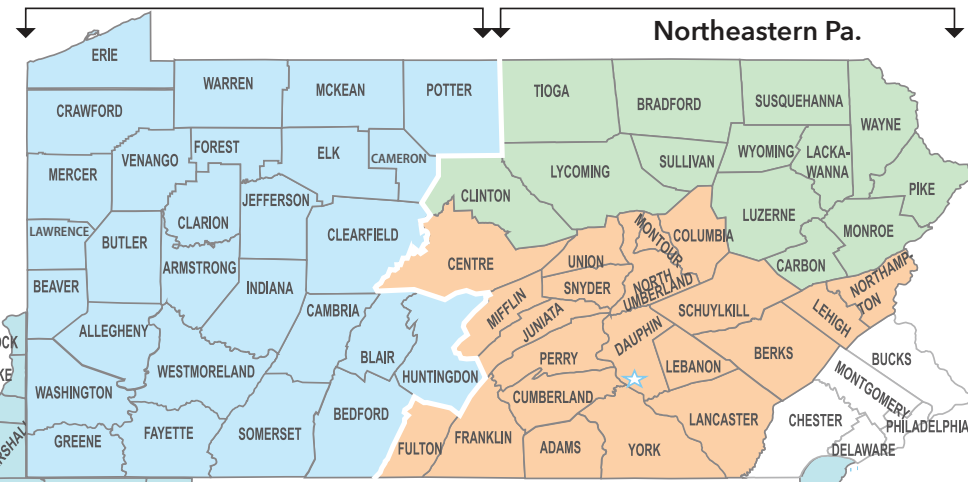 Northeastern Pa.
ERIE
WARREN
MCKEAN
POTTER
TIOGA
BRADFORD
SUSQUEHANNA
WAYNE
CRAWFORD
FOREST
ELK
CAMERON
VENANGO
MERCER
JEFFERSON
CLARION
CLINTON
LYCOMING
SULLIVAN
WYOMING
LACKA-
WANNA
PIKE
LUZERNE
MONROE
CARBON
LAWRENCE
BUTLER
CLEARFIELD
CENTRE
UNION
MONTOUR
COLUMBIA
NORTHAMP
TON
BEAVER
ARMSTRONG
INDIANA
SNYDER
NORTH
UMBERLAND
SCHUYLKILL
LEHIGH
ALLEGHENY
CAMBRIA
MIFFLIN
JUNIATA
DAUPHIN
WESTMORELAND
BLAIR
HUNTINGDON
PERRY
LEBANON
BERKS
BUCKS
WASHINGTON
CUMBERLAND
LANCASTER
MONTGOMERY
BEDFORD
CHESTER
PHILADELPHIA
GREENE
FAYETTE
SOMERSET
FULTON
FRANKLIN
ADAMS
YORK
DELAWARE
OCK
KE
RSHAL